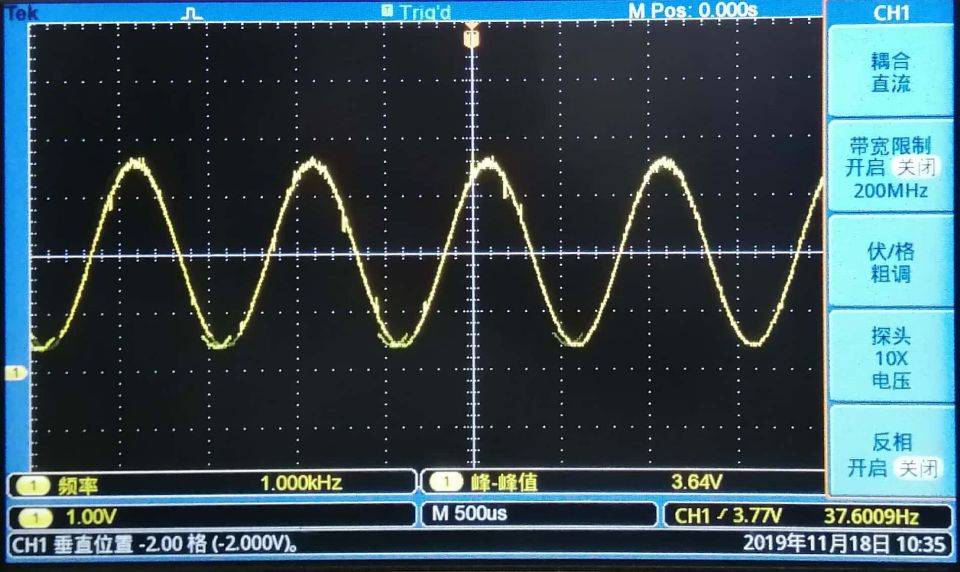 Tek
Trig'd
M Pos: 0.000s
CH1
耦合
直流
带宽限制
开启 关闭
200MHz
伏/格
粗调
探头
10X
电压
反相
开启 关闭
1
1 频率 1.000kHz
1 峰-峰值 3.64V
1 1.00V
M 500us
CH1 3.77V 37.6009Hz
CH1 垂直位置 -2.00 格 (-2.000V)。
2019年11月18日 10:35